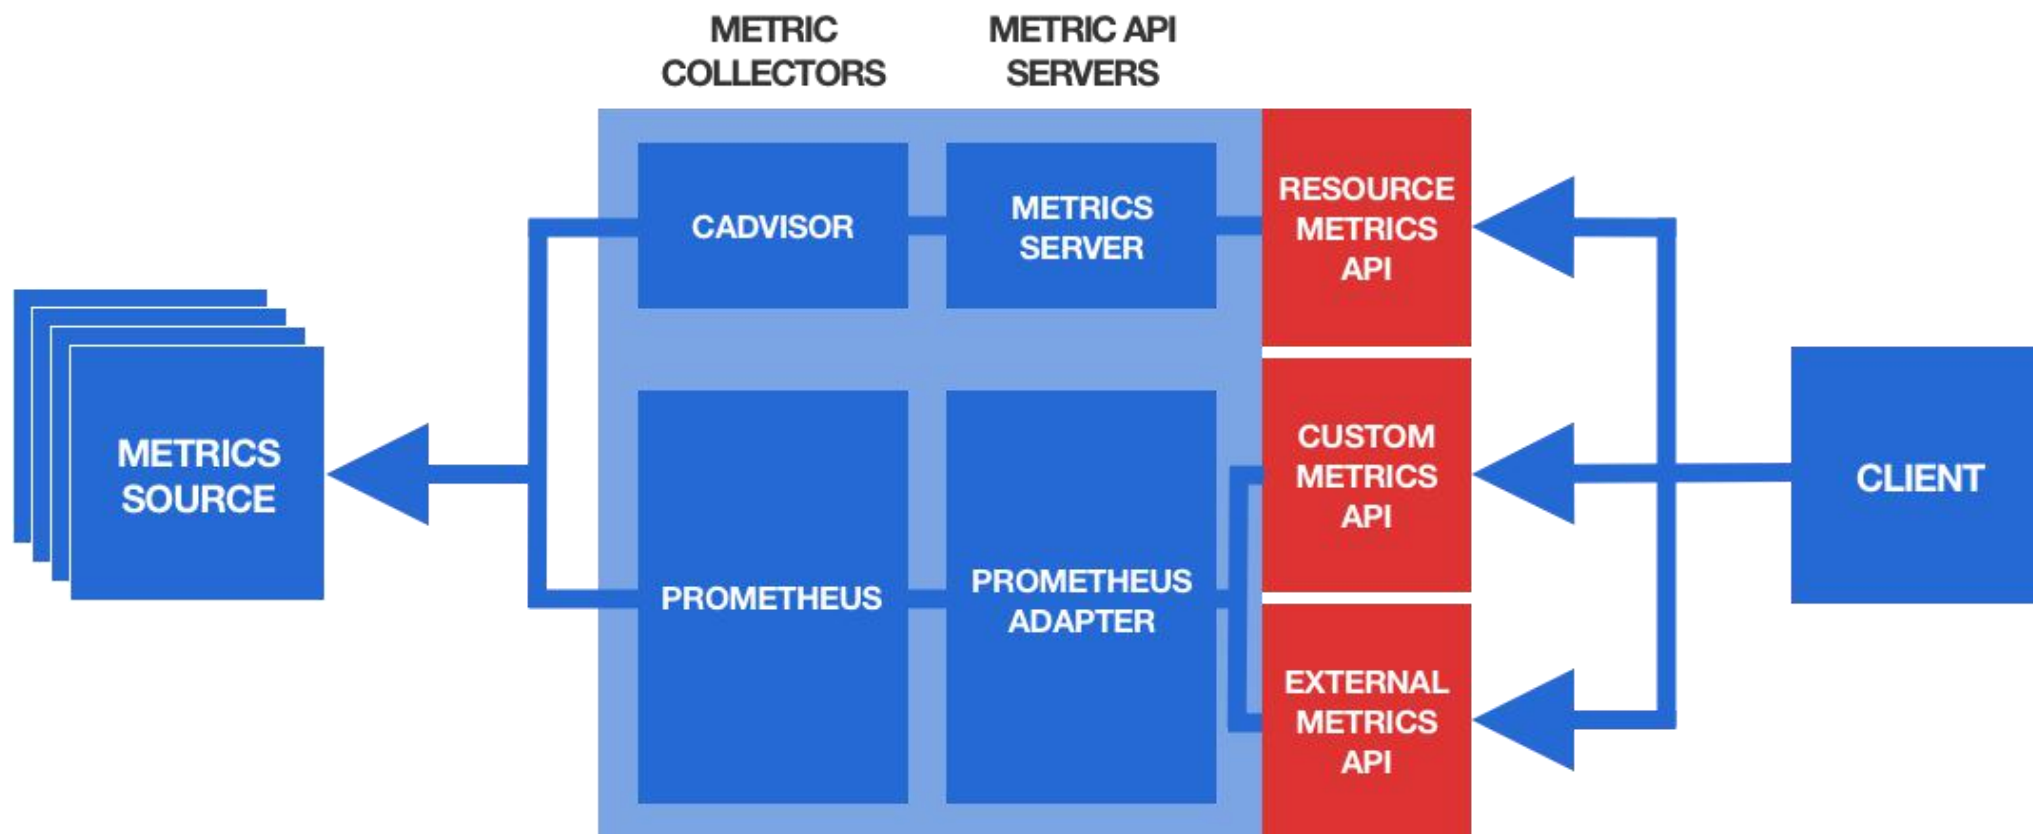 METRIC
COLLECTORS
METRIC API
SERVERS
CADVISOR
METRICS
SERVER
RESOURCE
METRICS
API
METRICS
SOURCE
PROMETHEUS
PROMETHEUS
ADAPTER
CUSTOM
METRICS
API
EXTERNAL
METRICS
API
CLIENT